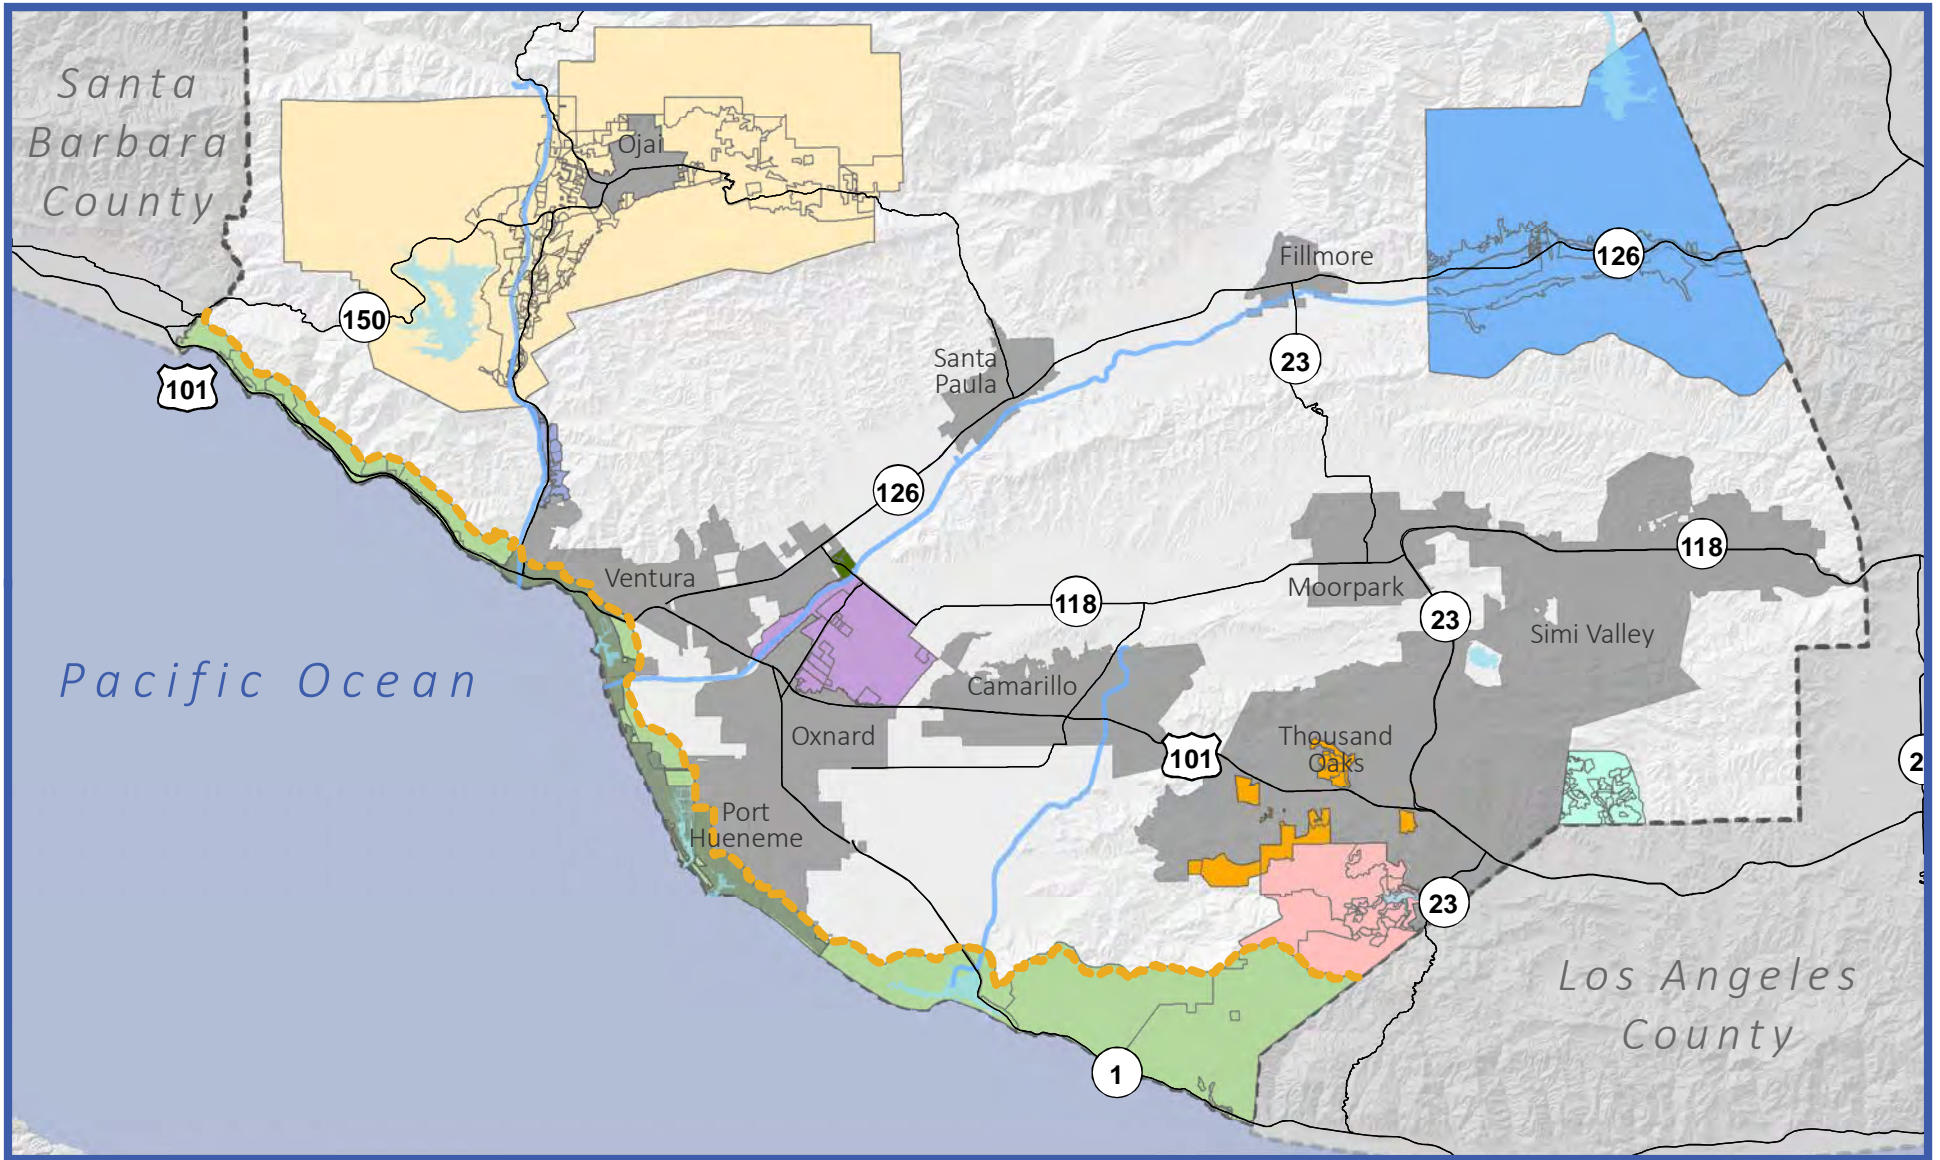 Santa
Barbara
County
Ojai
Fillmore
126
150
101
Santa
Paula
23
126
118
Ventura
118
Moorpark
23
Simi Valley
Pacific Ocean
Camarillo
Oxnard
101
Thousand
Oaks
2
Port
Hueneme
23
Los Angeles
County
1